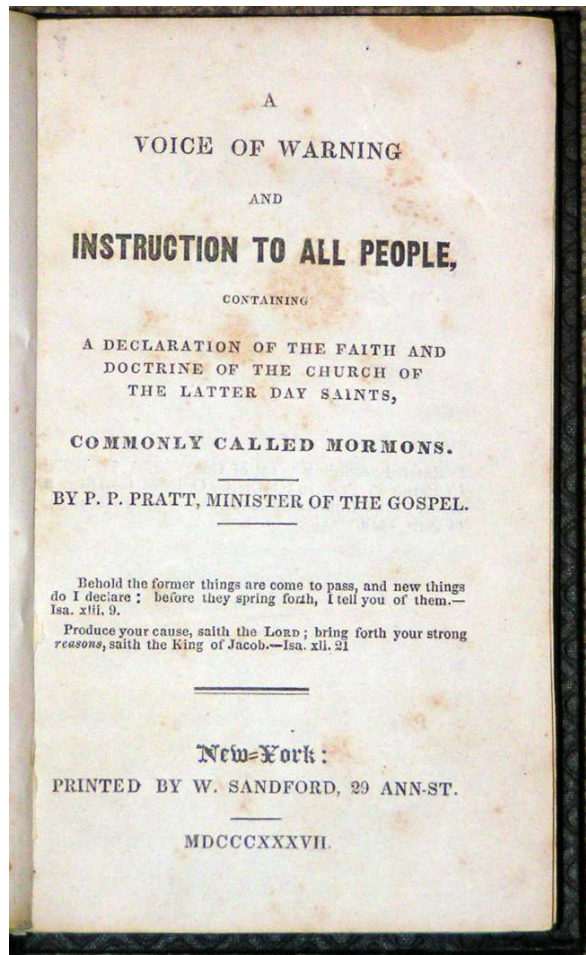 A
VOICE OF WARNING
AND
INSTRUCTION TO ALL PEOPLE,
CONTAINING
A DECLARATION OF THE FAITH AND
DOCTRINE OF THE CHURCH OF
THE LATTER DAY SAINTS,
COMMONLY CALLED MORMONS.
BY P. P. PRATT, MINISTER OF THE GOSPEL.
Behold the former things are come to pass, and new things
do I declare : before they spring forth, I tell you of them.—
Isa. xlii. 9.
Produce your cause, saith the LORD ; bring forth your strong
reasons, saith the King of Jacob.—Isa. xli. 21
New-York:
PRINTED BY W. SANDFORD, 29 ANN-ST.
MDCCCXXXVII.